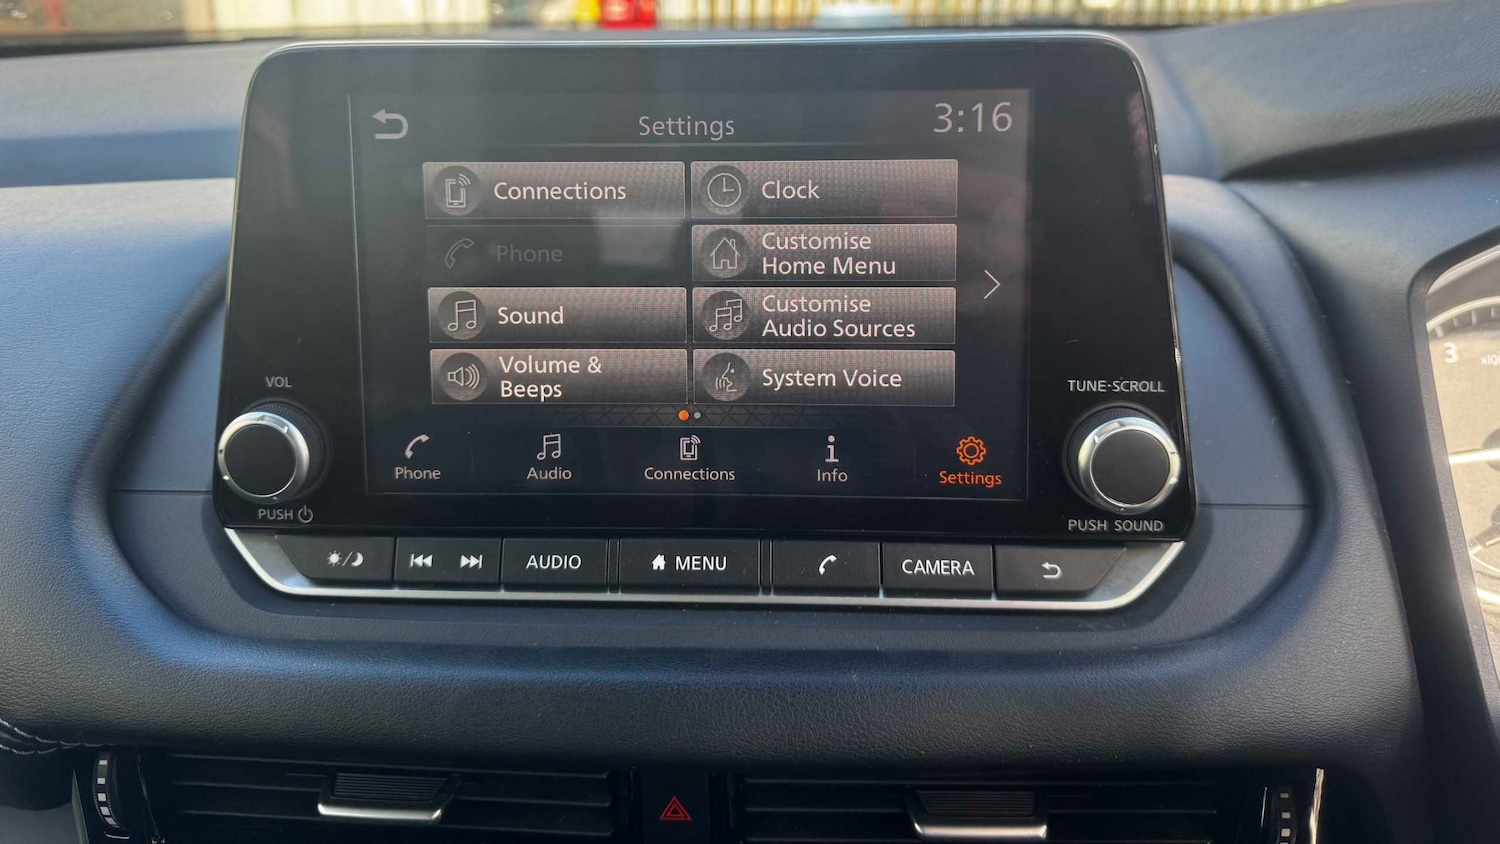 Settings
3:16
Connections
Clock
Phone
Customise
Home Menu
Sound
Customise
Audio Sources
Volume &
Beeps
System Voice
Phone
Audio
Connections
Info
Settings
VOL
PUSH
TUNE·SCROLL
PUSH SOUND
AUDIO
MENU
CAMERA
3